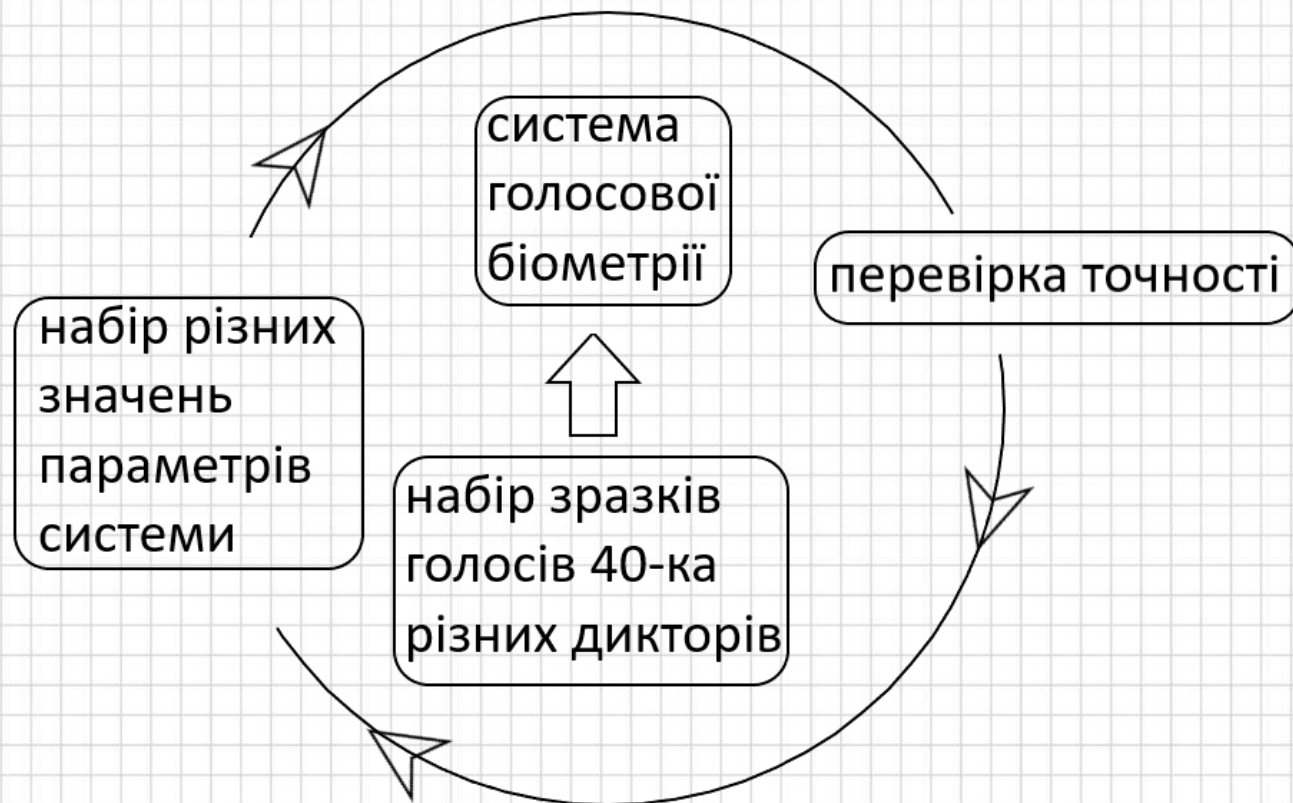 система
голосової
біометрії
перевірка точності
набір різних
значень
параметрів
системи
набір зразків
голосів 40-ка
різних дикторів